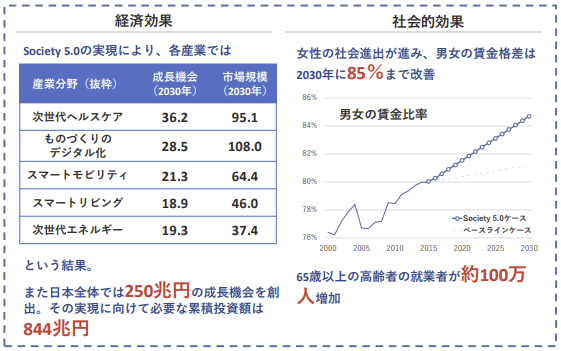 経済効果
Society 5.0の実現により、各産業では
産業分野（抜粋） 成長機会（2030年） 市場規模（2030年）
次世代ヘルスケア 36.2 95.1
ものづくりのデジタル化 28.5 108.0
スマートモビリティ 21.3 64.4
スマートリビング 18.9 46.0
次世代エネルギー 19.3 37.4
という結果。
また日本全体では250兆円の成長機会を創
出。その実現に向けて必要な累積投資額は
844兆円
社会的効果
女性の社会進出が進み、男女の賃金格差は
2030年に85％まで改善
男女の賃金比率
86%
84%
82%
80%
78%
76%
2000 2005 2010 2015 2020 2025 2030
Society 5.0ケース
ベースラインケース
65歳以上の高齢者の就業者が約100万
人増加